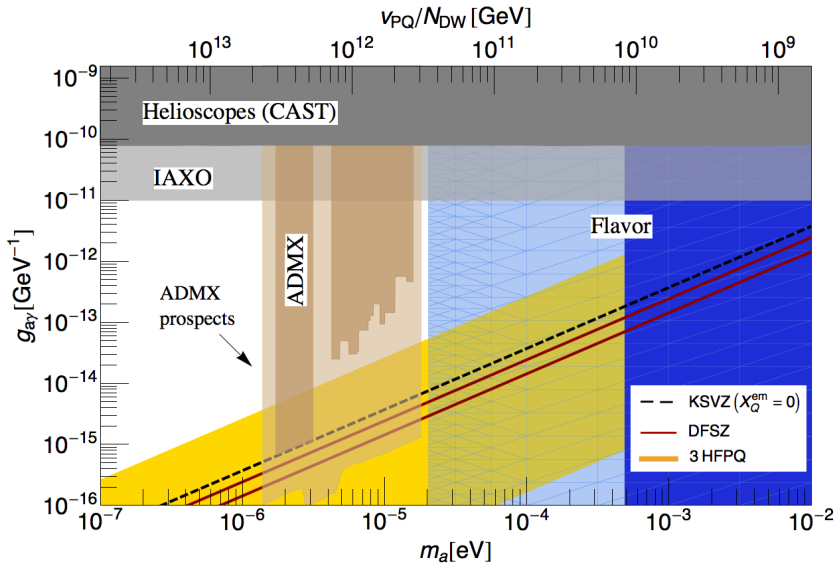 v_PQ/N_DW [GeV]
10^13 10^12 10^11 10^10 10^9
10^-9
Helioscopes (CAST)
10^-10
IAXO
10^-11
Flavor
10^-12
ADMX
g_aγ [GeV^-1]
ADMX
prospects
10^-13
10^-14
KSVZ (X_Q^em = 0)
DFSZ
10^-15
3 HFPQ
10^-16
10^-7 10^-6 10^-5 10^-4 10^-3 10^-2
m_a [eV]